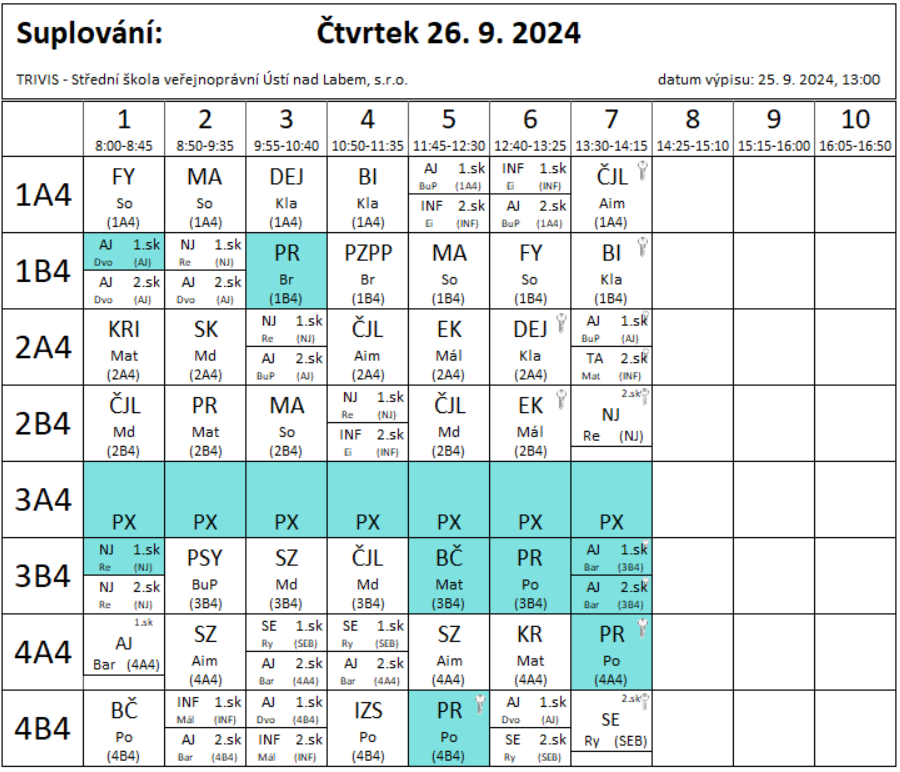 Suplování: Čtvrtek 26. 9. 2024
TRIVIS - Střední škola veřejnoprávní Ústí nad Labem, s.r.o. datum výpisu: 25. 9. 2024, 13:00
1 2 3 4 5 6 7 8 9 10
8:00-8:45 8:50-9:35 9:55-10:40 10:50-11:35 11:45-12:30 12:40-13:25 13:30-14:15 14:25-15:10 15:15-16:00 16:05-16:50
1A4
FY
So
(1A4)
MA
So
(1A4)
DEJ
Kla
(1A4)
BI
Kla
(1A4)
AJ 1.sk
BuP (1A4)
INF 2.sk
Ei (INF)
INF 1.sk
Ei (INF)
AJ 2.sk
BuP (1A4)
ČJL
Aim
(1A4)
1B4
AJ 1.sk
Dvo (AJ)
AJ 2.sk
Dvo (AJ)
NJ 1.sk
Re (NJ)
AJ 2.sk
Dvo (AJ)
PR
Br
(1B4)
PZPP
Br
(1B4)
MA
So
(1B4)
FY
So
(1B4)
BI
Kla
(1B4)
2A4
KRI
Mat
(2A4)
SK
Md
(2A4)
NJ 1.sk
Re (NJ)
AJ 2.sk
BuP (AJ)
ČJL
Aim
(2A4)
EK
Mál
(2A4)
DEJ
Kla
(2A4)
AJ 1.sk
BuP (AJ)
TA 2.sk
Mat (INF)
2B4
ČJL
Md
(2B4)
PR
Mat
(2B4)
MA
So
(2B4)
NJ 1.sk
Re (NJ)
INF 2.sk
Ei (INF)
ČJL
Md
(2B4)
EK
Mál
(2B4)
2.sk
NJ
Re (NJ)
3A4
PX PX PX PX PX PX PX
3B4
NJ 1.sk
Re (NJ)
NJ 2.sk
Re (NJ)
PSY
BuP
(3B4)
SZ
Md
(3B4)
ČJL
Md
(3B4)
BČ
Mat
(3B4)
PR
Po
(3B4)
AJ 1.sk
Bar (3B4)
AJ 2.sk
Bar (3B4)
4A4
1.sk
AJ
Bar (4A4)
SZ
Aim
(4A4)
SE 1.sk
Ry (SEB)
AJ 2.sk
Bar (4A4)
SE 1.sk
Ry (SEB)
AJ 2.sk
Bar (4A4)
SZ
Aim
(4A4)
KR
Mat
(4A4)
PR
Po
(4A4)
4B4
BČ
Po
(4B4)
INF 1.sk
Mál (INF)
AJ 2.sk
Bar (4B4)
AJ 1.sk
Dvo (4B4)
INF 2.sk
Mál (INF)
IZS
Po
(4B4)
PR
Po
(4B4)
AJ 1.sk
Dvo (AJ)
SE 2.sk
Ry (SEB)
2.sk
SE
Ry (SEB)